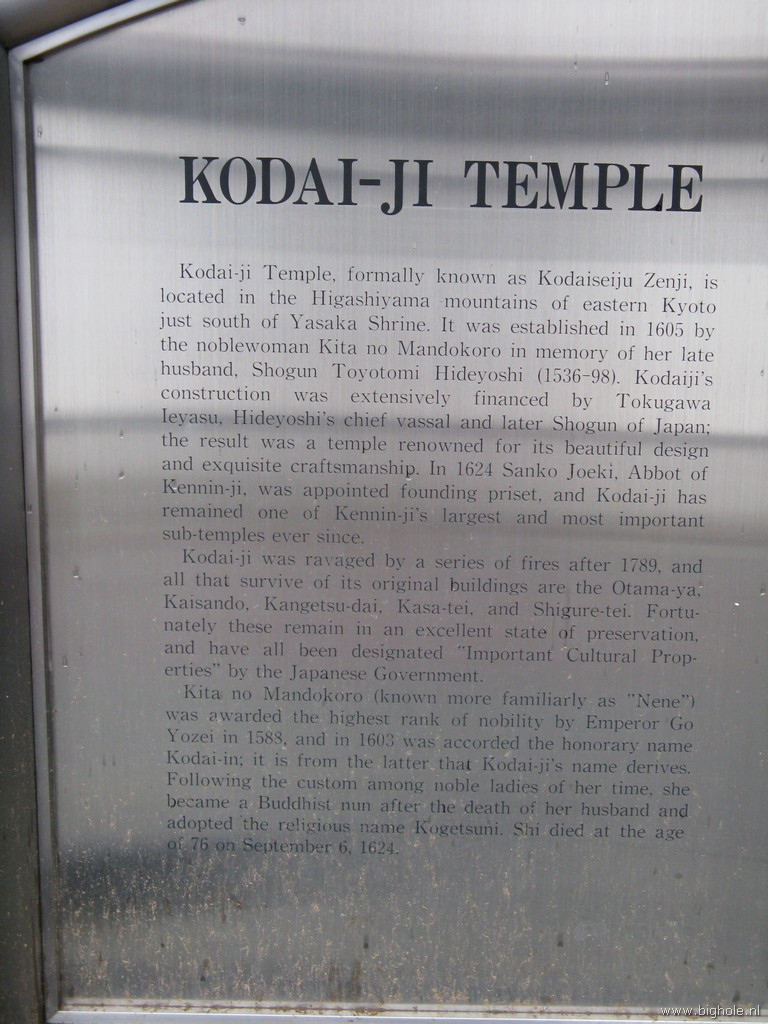 KODAI-JI TEMPLE
Kodai-ji Temple, formally known as Kodaiseiju Zenji, is
located in the Higashiyama mountains of eastern Kyoto
just south of Yasaka Shrine. It was established in 1605 by
the noblewoman Kita no Mandokoro in memory of her late
husband, Shogun Toyotomi Hideyoshi (1536-98). Kodaiji's
construction was extensively financed by Tokugawa
Ieyasu, Hideyoshi's chief vassal and later Shogun of Japan;
the result was a temple renowned for its beautiful design
and exquisite craftsmanship. In 1624 Sanko Joeki, Abbot of
Kennin-ji, was appointed founding priset, and Kodai-ji has
remained one of Kennin-ji's largest and most important
sub-temples ever since.
Kodai-ji was ravaged by a series of fires after 1789, and
all that survive of its original buildings are the Otama-ya,
Kaisando, Kangetsu-dai, Kasa-tei, and Shigure-tei. Fortu-
nately these remain in an excellent state of preservation,
and have all been designated "Important Cultural Prop-
erties" by the Japanese Government.
Kita no Mandokoro (known more familiarly as "Nene")
was awarded the highest rank of nobility by Emperor Go
Yozei in 1588, and in 1603 was accorded the honorary name
Kodai-in; it is from the latter that Kodai-ji's name derives.
Following the custom among noble ladies of her time, she
became a Buddhist nun after the death of her husband and
adopted the religious name Kogetsuni. Shi died at the age
of 76 on September 6, 1624.
www.bighole.nl